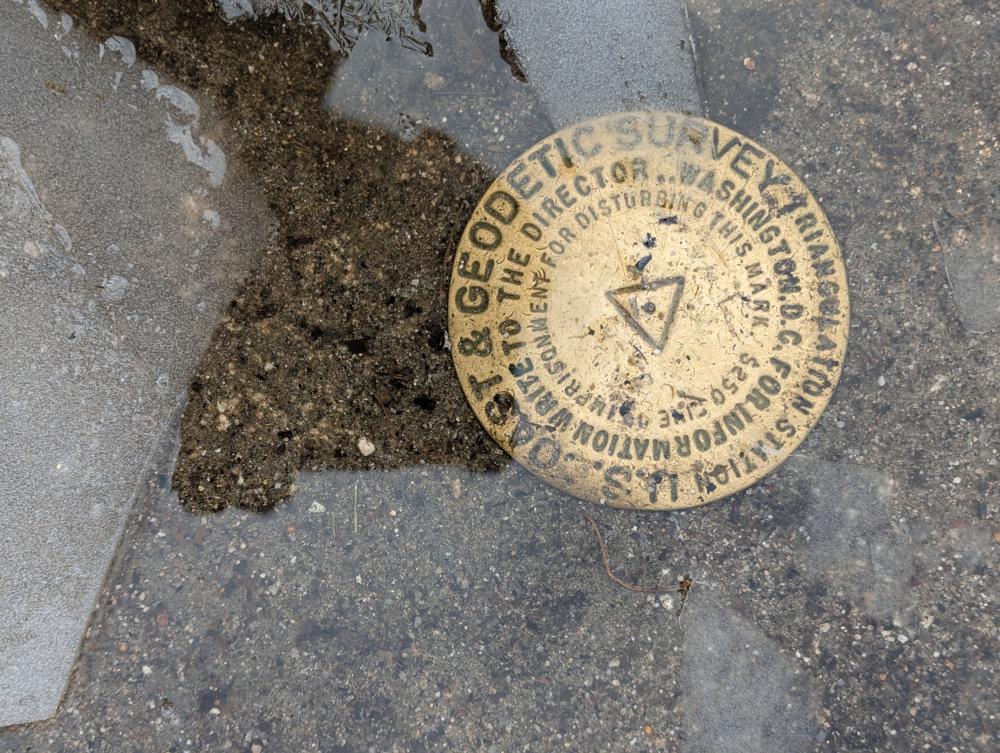 U.S. COAST & GEODETIC SURVEY TRIANGULATION STATION
FOR INFORMATION WRITE TO THE DIRECTOR, WASHINGTON, D.C.
$250 FINE OR IMPRISONMENT FOR DISTURBING THIS MARK